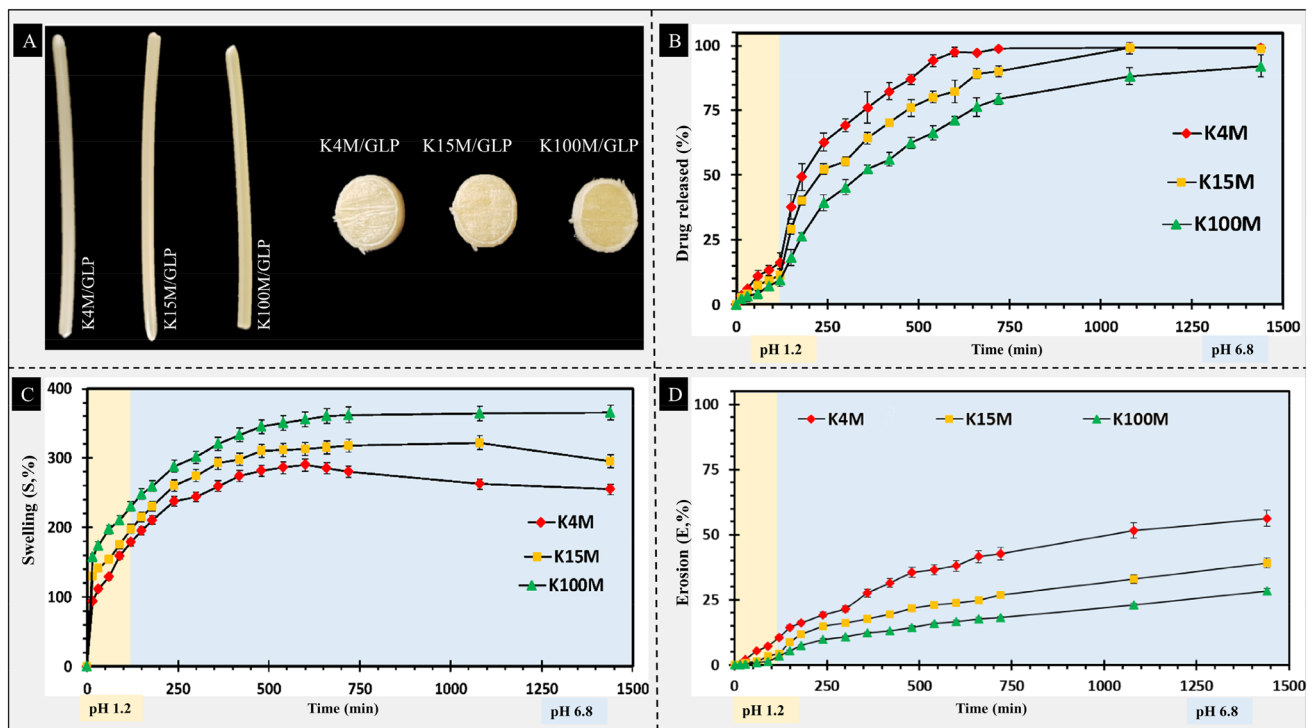 A
K4M/GLP
K15M/GLP
K100M/GLP
K4M/GLP K15M/GLP K100M/GLP
B
Drug released (%)
100
75
50
25
0
K4M
K15M
K100M
0 250 500 750 1000 1250 1500
pH 1.2 Time (min) pH 6.8
C
Swelling (S,%)
400
300
200
100
0
K4M
K15M
K100M
0 250 500 750 1000 1250 1500
pH 1.2 Time (min) pH 6.8
D
Erosion (E,%)
100
75
50
25
0
K4M K15M K100M
0 250 500 750 1000 1250 1500
pH 1.2 Time (min) pH 6.8